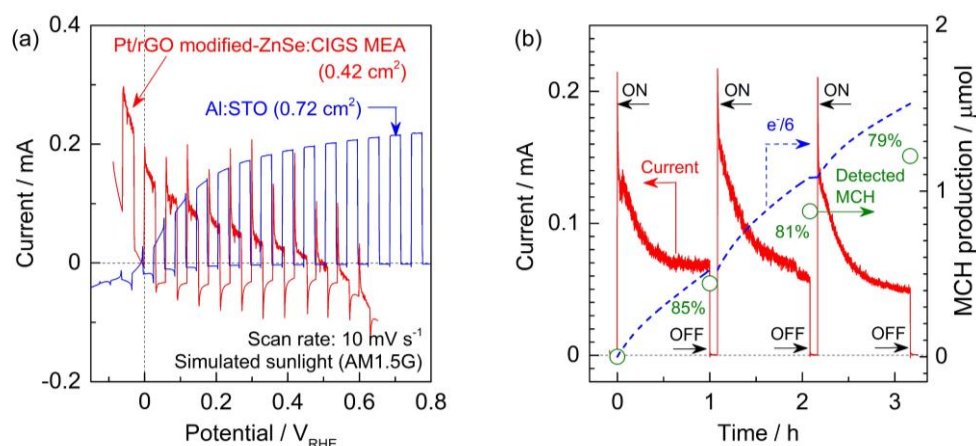 (a)
0.4
0.2
0
-0.2
Current / mA
Pt/rGO modified-ZnSe:CIGS MEA
(0.42 cm²)
Al:STO (0.72 cm²)
Scan rate: 10 mV s⁻¹
Simulated sunlight (AM1.5G)
0 0.2 0.4 0.6 0.8
Potential / V_RHE
(b)
0.2
0.1
0
Current / mA
ON
ON
ON
e⁻/6
Current
79%
Detected
MCH
81%
85%
OFF
OFF
OFF
0 1 2 3
Time / h
2
1
0
MCH production / μmol